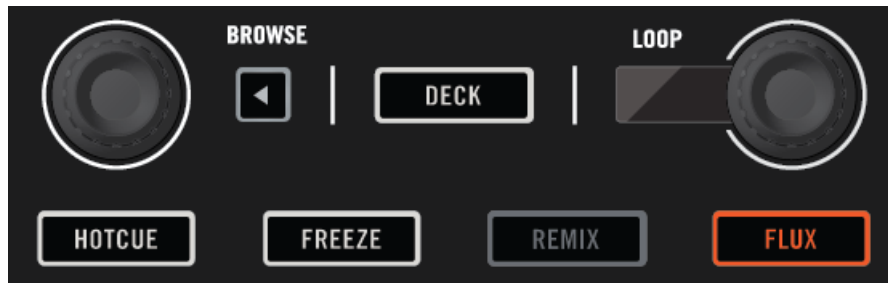 BROWSE
LOOP
DECK
HOTCUE
FREEZE
REMIX
FLUX